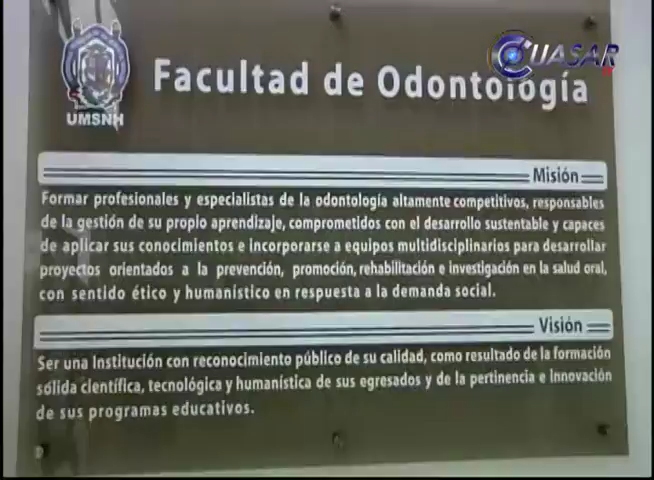 CUASAR
Facultad de Odontología
UMSNH
Misión
Formar profesionales y especialistas de la odontología altamente competitivos, responsables
de la gestión de su propio aprendizaje, comprometidos con el desarrollo sustentable y capaces
de aplicar sus conocimientos e incorporarse a equipos multidisciplinarios para desarrollar
proyectos orientados a la prevención, promoción, rehabilitación e investigación en la salud oral,
con sentido ético y humanístico en respuesta a la demanda social.
Visión
Ser una Institución con reconocimiento público de su calidad, como resultado de la formación
sólida científica, tecnológica y humanística de sus egresados y de la pertinencia e Innovación
de sus programas educativos.